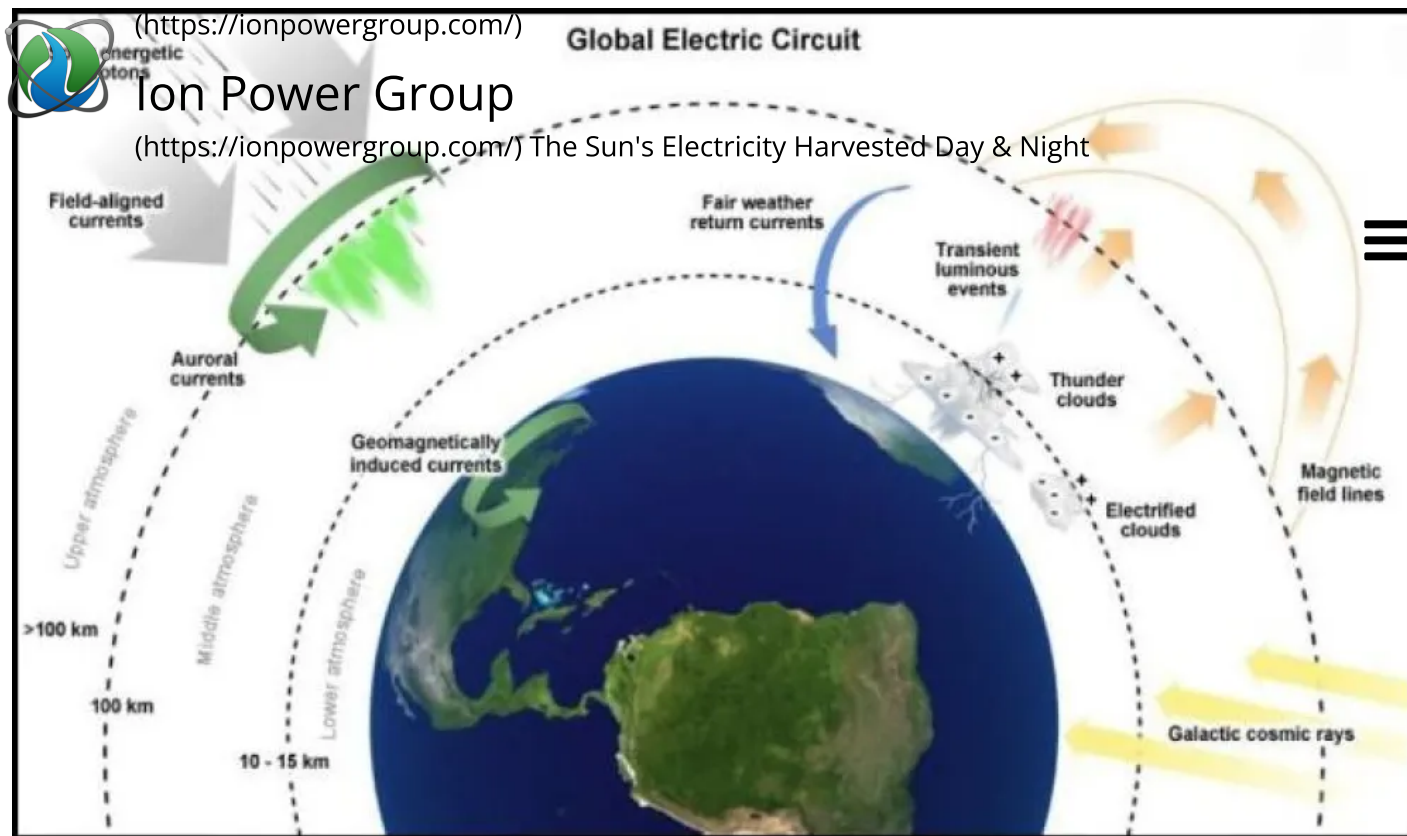 (https://ionpowergroup.com/)
Global Electric Circuit
Ion Power Group
(https://ionpowergroup.com/) The Sun's Electricity Harvested Day & Night
Field-aligned
currents
Fair weather
return currents
Transient
luminous
events
Auroral
currents
Thunder
clouds
Geomagnetically
induced currents
Magnetic
field lines
Electrified
clouds
Upper atmosphere
Middle atmosphere
Lower atmosphere
>100 km
100 km
10 - 15 km
Galactic cosmic rays